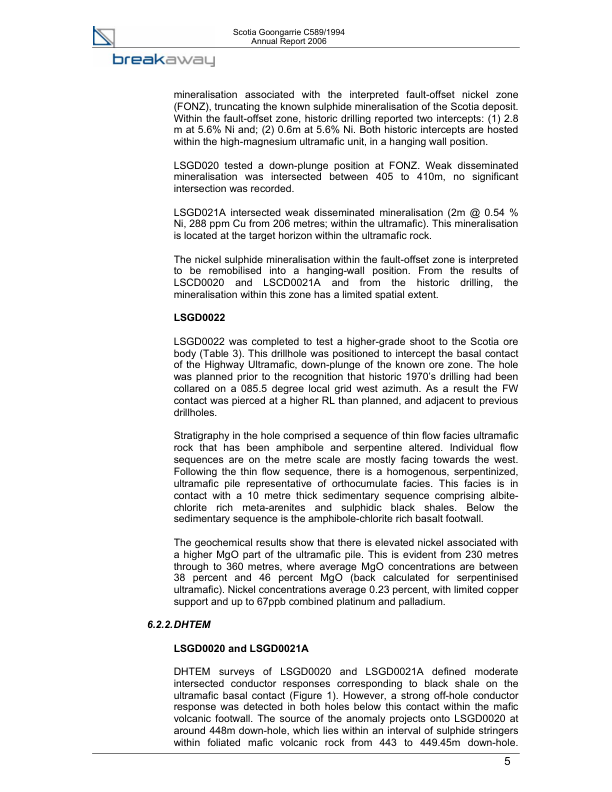 Scotia Goongarrie C589/1994
Annual Report 2006
breakaway
mineralisation associated with the interpreted fault-offset nickel zone
(FONZ), truncating the known sulphide mineralisation of the Scotia deposit.
Within the fault-offset zone, historic drilling reported two intercepts: (1) 2.8
m at 5.6% Ni and; (2) 0.6m at 5.6% Ni. Both historic intercepts are hosted
within the high-magnesium ultramafic unit, in a hanging wall position.
LSGD020 tested a down-plunge position at FONZ. Weak disseminated
mineralisation was intersected between 405 to 410m, no significant
intersection was recorded.
LSGD021A intersected weak disseminated mineralisation (2m @ 0.54 %
Ni, 288 ppm Cu from 206 metres; within the ultramafic). This mineralisation
is located at the target horizon within the ultramafic rock.
The nickel sulphide mineralisation within the fault-offset zone is interpreted
to be remobilised into a hanging-wall position. From the results of
LSCD0020 and LSCD0021A and from the historic drilling, the
mineralisation within this zone has a limited spatial extent.
LSGD0022
LSGD0022 was completed to test a higher-grade shoot to the Scotia ore
body (Table 3). This drillhole was positioned to intercept the basal contact
of the Highway Ultramafic, down-plunge of the known ore zone. The hole
was planned prior to the recognition that historic 1970's drilling had been
collared on a 085.5 degree local grid west azimuth. As a result the FW
contact was pierced at a higher RL than planned, and adjacent to previous
drillholes.
Stratigraphy in the hole comprised a sequence of thin flow facies ultramafic
rock that has been amphibole and serpentine altered. Individual flow
sequences are on the metre scale are mostly facing towards the west.
Following the thin flow sequence, there is a homogenous, serpentinized,
ultramafic pile representative of orthocumulate facies. This facies is in
contact with a 10 metre thick sedimentary sequence comprising albite-
chlorite rich meta-arenites and sulphidic black shales. Below the
sedimentary sequence is the amphibole-chlorite rich basalt footwall.
The geochemical results show that there is elevated nickel associated with
a higher MgO part of the ultramafic pile. This is evident from 230 metres
through to 360 metres, where average MgO concentrations are between
38 percent and 46 percent MgO (back calculated for serpentinised
ultramafic). Nickel concentrations average 0.23 percent, with limited copper
support and up to 67ppb combined platinum and palladium.
6.2.2. DHTEM
LSGD0020 and LSGD0021A
DHTEM surveys of LSGD0020 and LSGD0021A defined moderate
intersected conductor responses corresponding to black shale on the
ultramafic basal contact (Figure 1). However, a strong off-hole conductor
response was detected in both holes below this contact within the mafic
volcanic footwall. The source of the anomaly projects onto LSGD0020 at
around 448m down-hole, which lies within an interval of sulphide stringers
within foliated mafic volcanic rock from 443 to 449.45m down-hole.
5